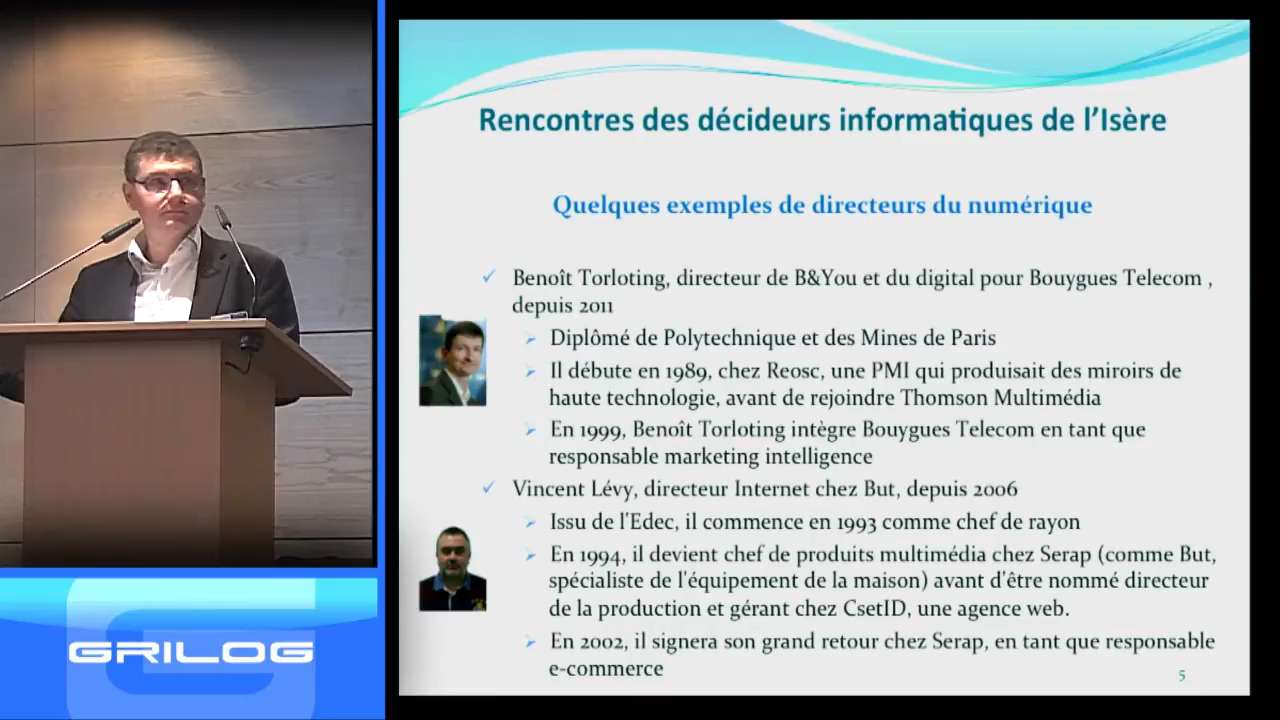 Rencontres des décideurs informatiques de l'Isère
Quelques exemples de directeurs du numérique
Benoît Torloting, directeur de B&You et du digital pour Bouygues Telecom ,
depuis 2011
Diplômé de Polytechnique et des Mines de Paris
Il débute en 1989, chez Reosc, une PMI qui produisait des miroirs de
haute technologie, avant de rejoindre Thomson Multimédia
En 1999, Benoît Torloting intègre Bouygues Telecom en tant que
responsable marketing intelligence
Vincent Lévy, directeur Internet chez But, depuis 2006
Issu de l'Edec, il commence en 1993 comme chef de rayon
En 1994, il devient chef de produits multimédia chez Serap (comme But,
spécialiste de l'équipement de la maison) avant d'être nommé directeur
de la production et gérant chez CsetID, une agence web.
En 2002, il signera son grand retour chez Serap, en tant que responsable
e-commerce
5
GRILOG